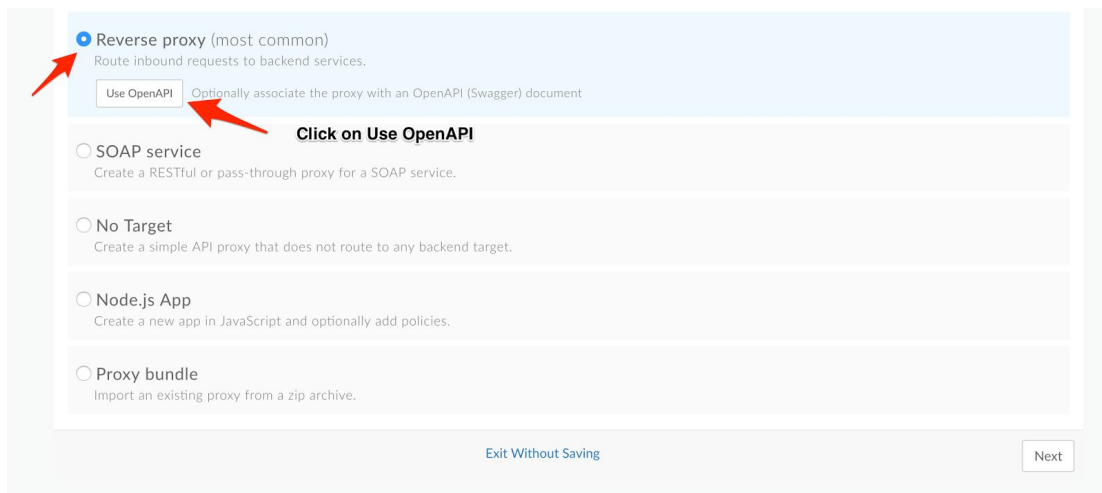 Reverse proxy (most common)
Route inbound requests to backend services.
Use OpenAPI Optionally associate the proxy with an OpenAPI (Swagger) document
Click on Use OpenAPI
SOAP service
Create a RESTful or pass-through proxy for a SOAP service.
No Target
Create a simple API proxy that does not route to any backend target.
Node.js App
Create a new app in JavaScript and optionally add policies.
Proxy bundle
Import an existing proxy from a zip archive.
Exit Without Saving
Next